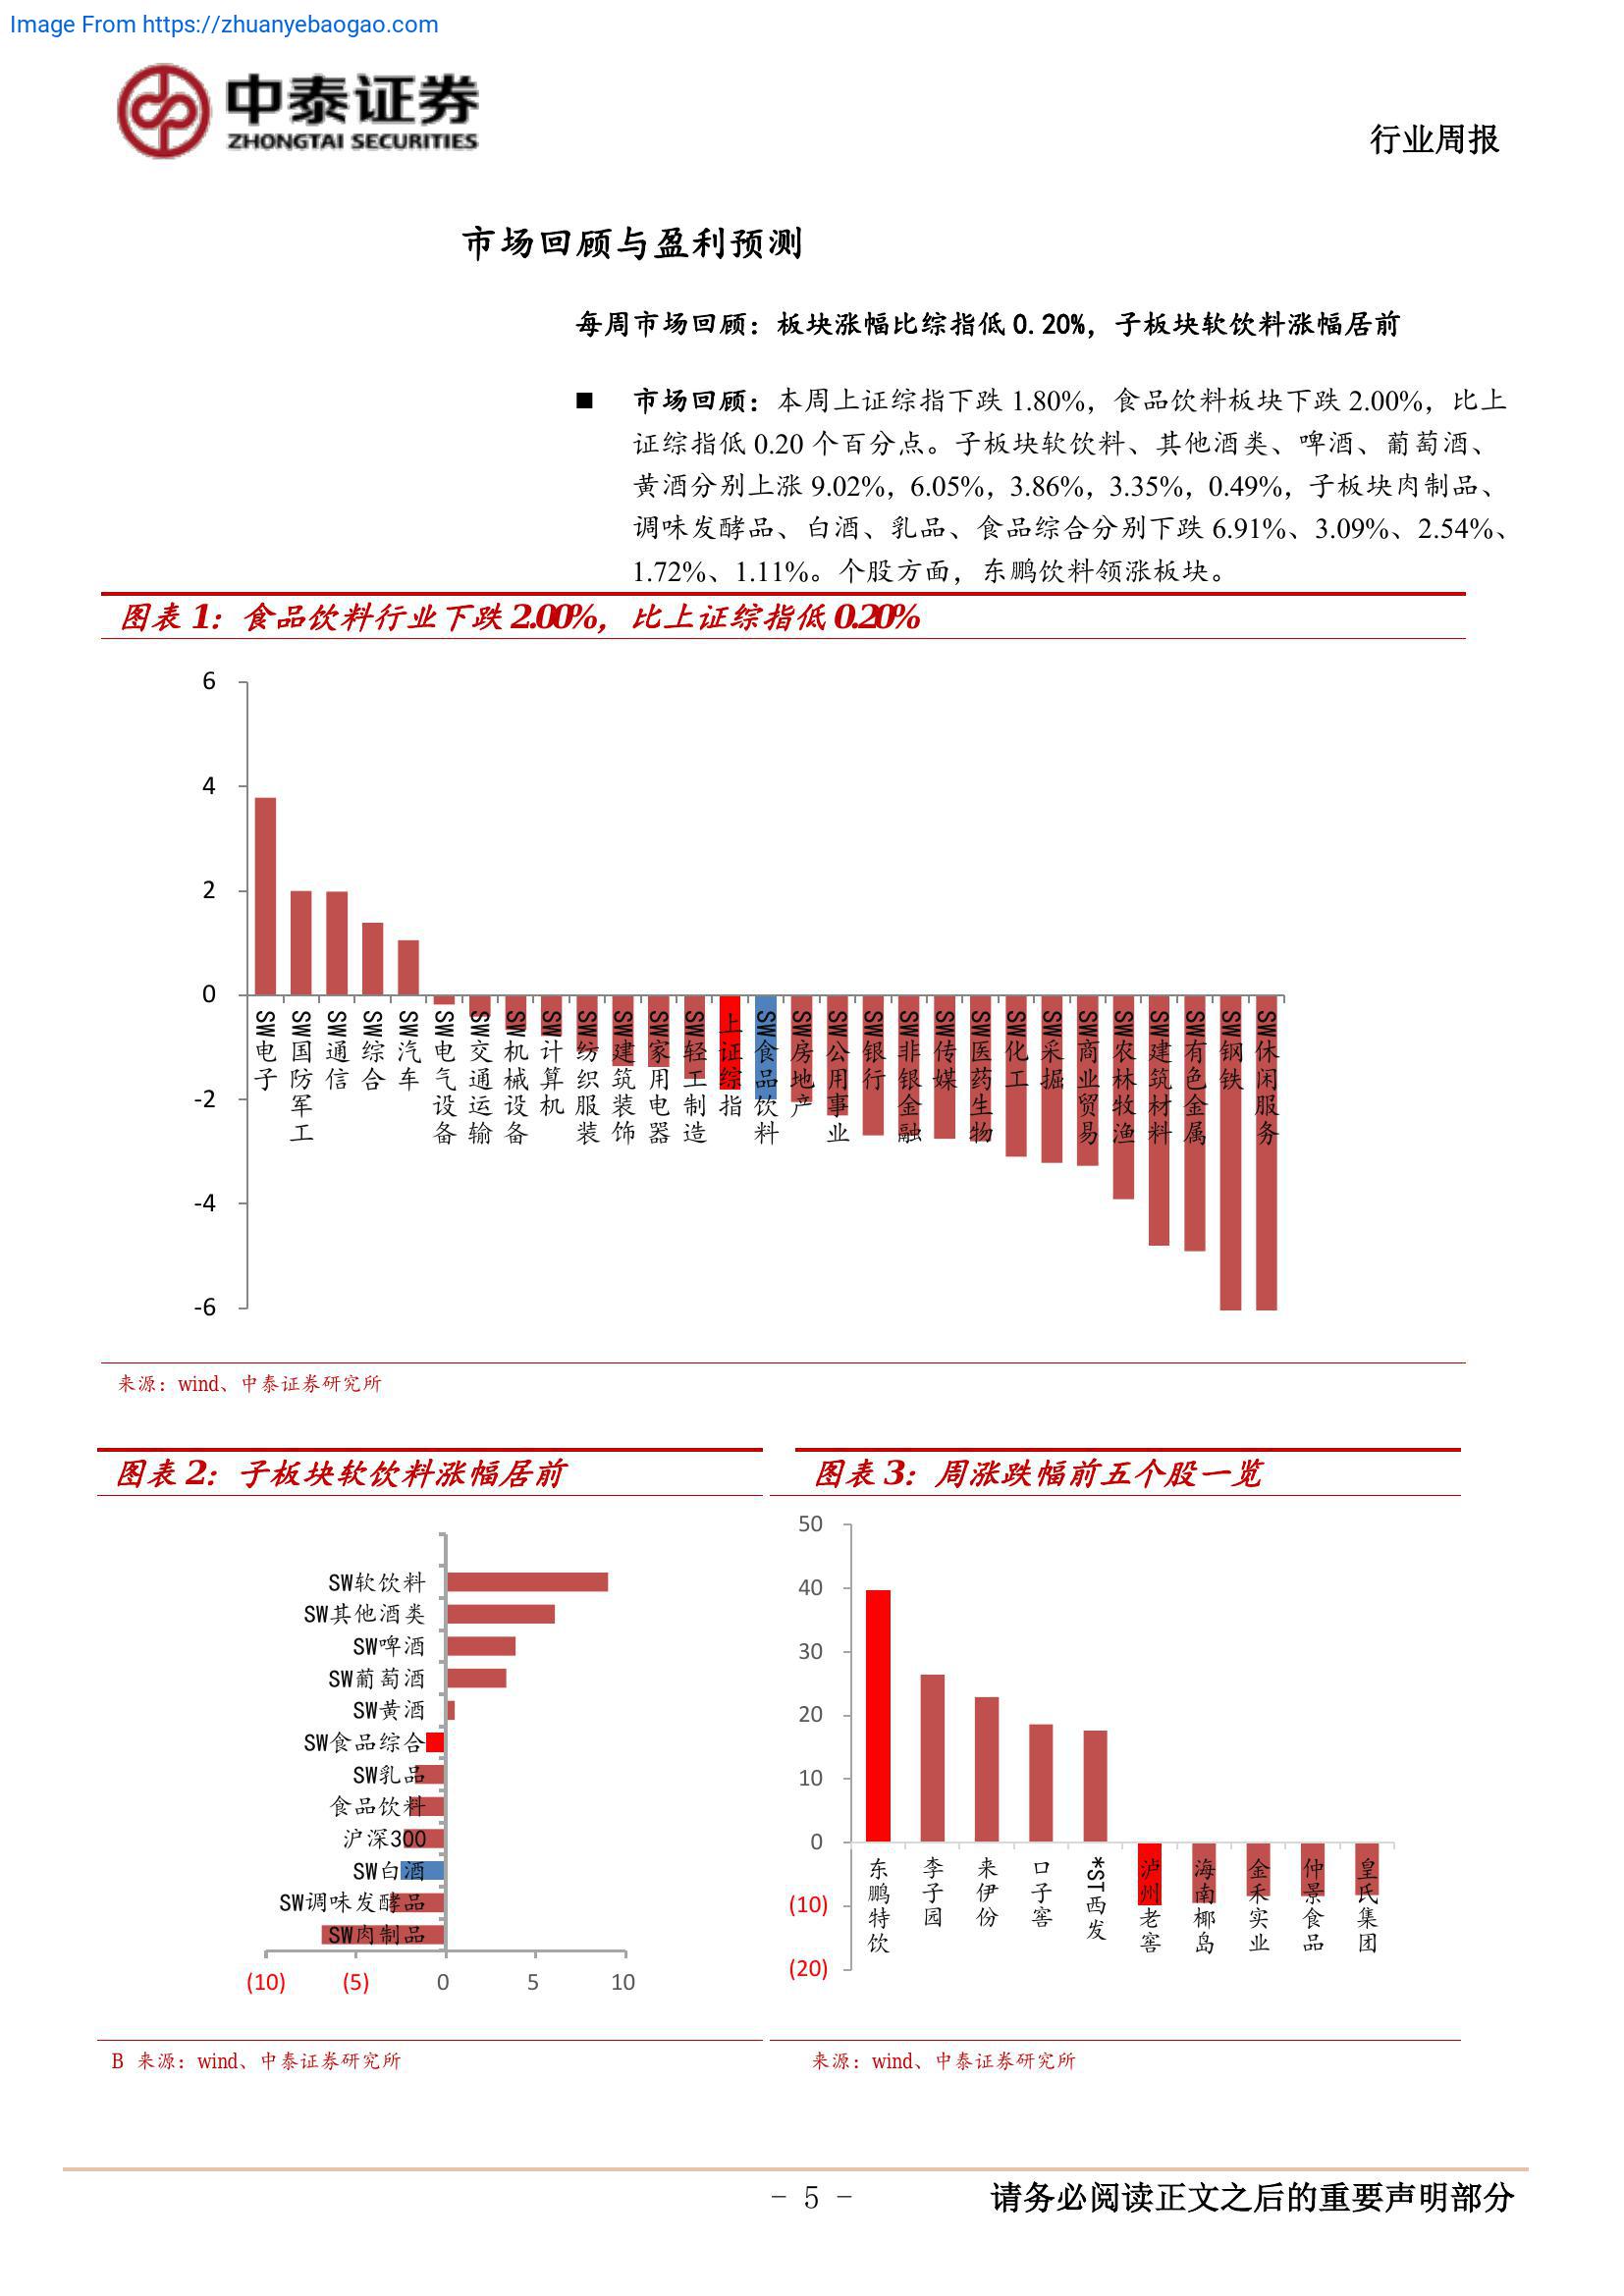 Image From https://zhuanyebaogao.com
中泰证券
ZHONGTAI SECURITIES
行业周报
市场回顾与盈利预测
每周市场回顾：板块涨幅比综指低 0.20%，子板块软饮料涨幅居前
■ 市场回顾：本周上证综指下跌 1.80%，食品饮料板块下跌 2.00%，比上
证综指低 0.20 个百分点。子板块软饮料、其他酒类、啤酒、葡萄酒、
黄酒分别上涨 9.02%，6.05%，3.86%，3.35%，0.49%，子板块肉制品、
调味发酵品、白酒、乳品、食品综合分别下跌 6.91%、3.09%、2.54%、
1.72%、1.11%。个股方面，东鹏饮料领涨板块。
图表 1：食品饮料行业下跌 2.00%，比上证综指低 0.20%
6
4
2
0
-2
-4
-6
SW电子
SW国防军工
SW通信
SW综合
SW汽车
SW电气设备
SW交通运输
SW机械设备
SW计算机
SW纺织服装
SW建筑装饰
SW家用电器
SW轻工制造
上证综指
SW食品饮料
SW房地产
SW公用事业
SW银行
SW非银金融
SW传媒
SW医药生物
SW化工
SW采掘
SW商业贸易
SW农林牧渔
SW建筑材料
SW有色金属
SW钢铁
SW休闲服务
来源：wind、中泰证券研究所
图表 2：子板块软饮料涨幅居前
SW软饮料
SW其他酒类
SW啤酒
SW葡萄酒
SW黄酒
SW食品综合
SW乳品
食品饮料
沪深300
SW白酒
SW调味发酵品
SW肉制品
(10) (5) 0 5 10
B 来源：wind、中泰证券研究所
图表 3：周涨跌幅前五个股一览
50
40
30
20
10
0
(10)
(20)
东鹏特饮
李子园
来伊份
口子窖
*ST西发
泸州老窖
海南椰岛
金禾实业
仲景食品
皇氏集团
来源：wind、中泰证券研究所
- 5 -
请务必阅读正文之后的重要声明部分